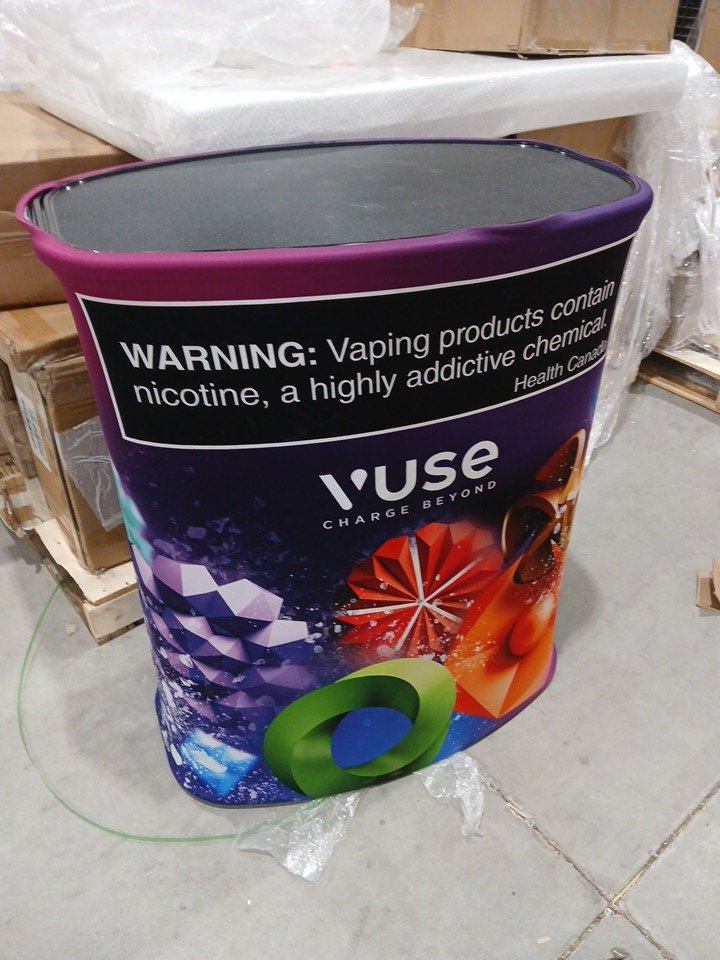 WARNING: Vaping products contain
nicotine, a highly addictive chemical.
Health Canada
vuse
CHARGE BEYOND